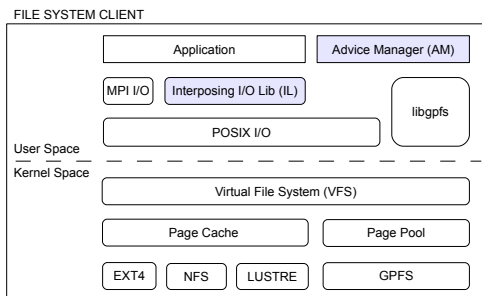 FILE SYSTEM CLIENT
Application
Advice Manager (AM)
MPI I/O
Interposing I/O Lib (IL)
libgpfs
POSIX I/O
User Space
Kernel Space
Virtual File System (VFS)
Page Cache
Page Pool
EXT4
NFS
LUSTRE
GPFS